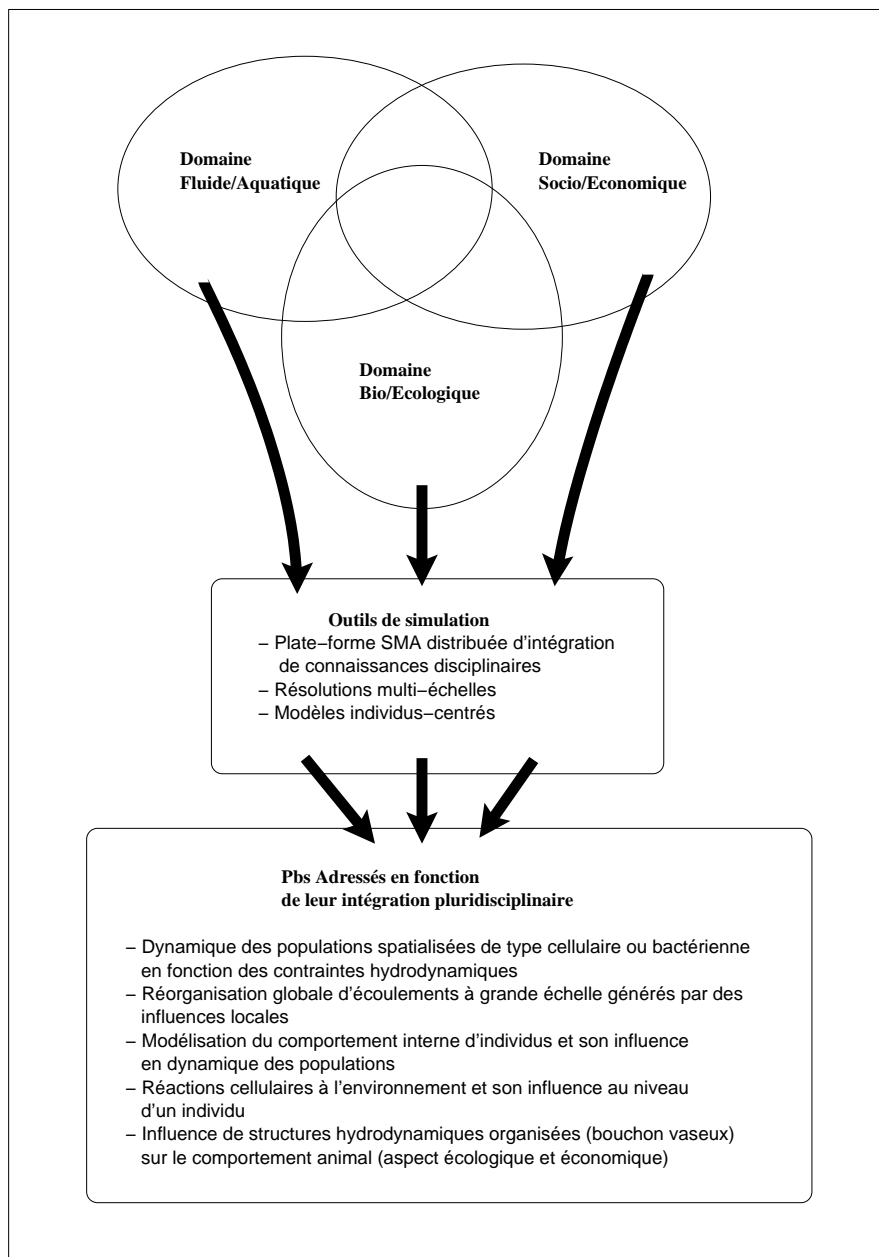 Domaine
Fluide/Aquatique
Domaine
Socio/Economique
Domaine
Bio/Ecologique
Outils de simulation
− Plate−forme SMA distribuée d'intégration
de connaissances disciplinaires
− Résolutions multi−échelles
− Modèles individus−centrés
Pbs Adressés en fonction
de leur intégration pluridisciplinaire
− Dynamique des populations spatialisées de type cellulaire ou bactérienne
en fonction des contraintes hydrodynamiques
− Réorganisation globale d'écoulements à grande échelle générés par des
influences locales
− Modélisation du comportement interne d'individus et son influence
en dynamique des populations
− Réactions cellulaires à l'environnement et son influence au niveau
d'un individu
− Influence de structures hydrodynamiques organisées (bouchon vaseux)
sur le comportement animal (aspect écologique et économique)